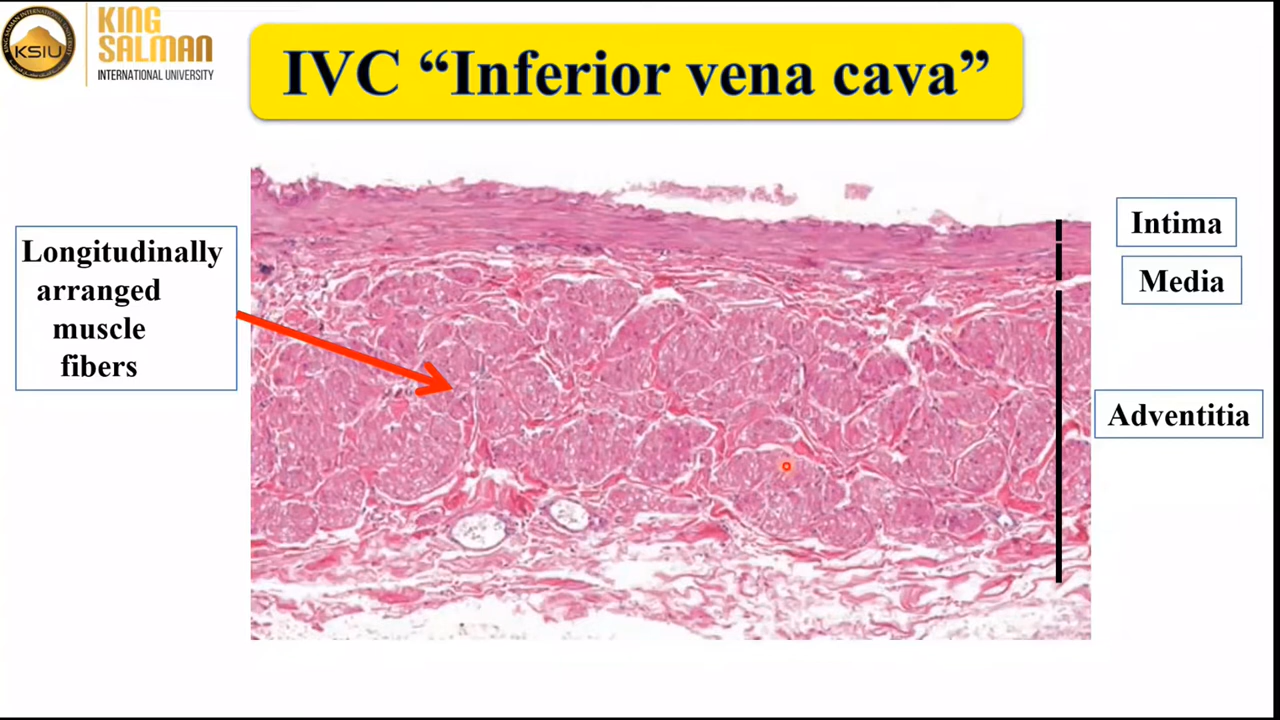 KING
SALMAN
INTERNATIONAL UNIVERSITY
KSIU
IVC “Inferior vena cava”
Longitudinally
arranged
muscle
fibers
Intima
Media
Adventitia